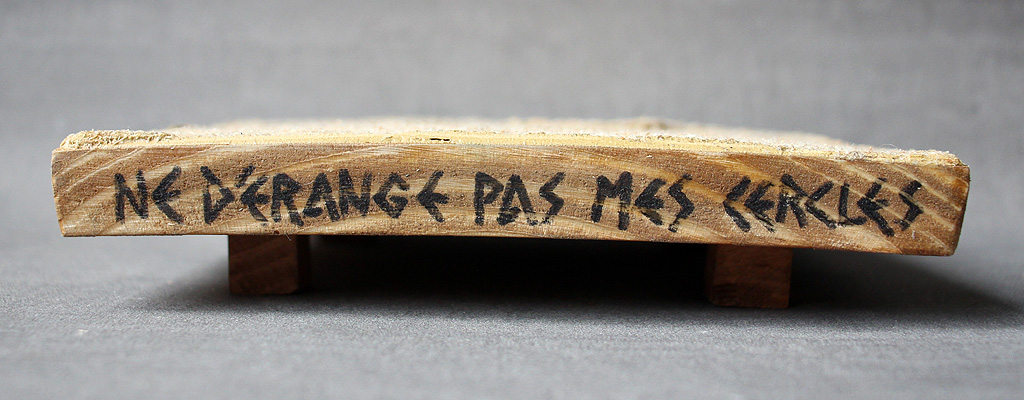 NE DÉRANGE PAS MES CERCLES